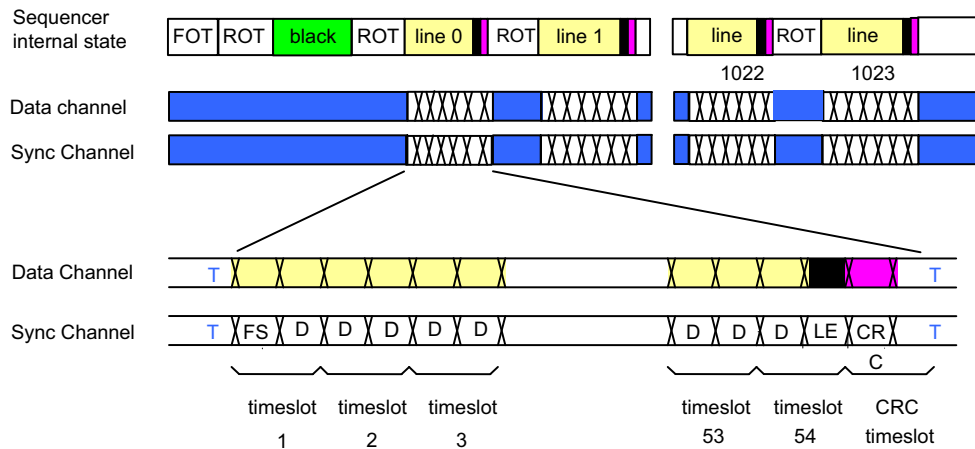 Sequencer
internal state
FOT ROT black ROT line 0 ROT line 1 line ROT line
1022 1023
Data channel
Sync Channel
Data Channel T T
Sync Channel T FS D D D D D D D D LE CR T
C
timeslot timeslot timeslot timeslot timeslot CRC
1 2 3 53 54 timeslot